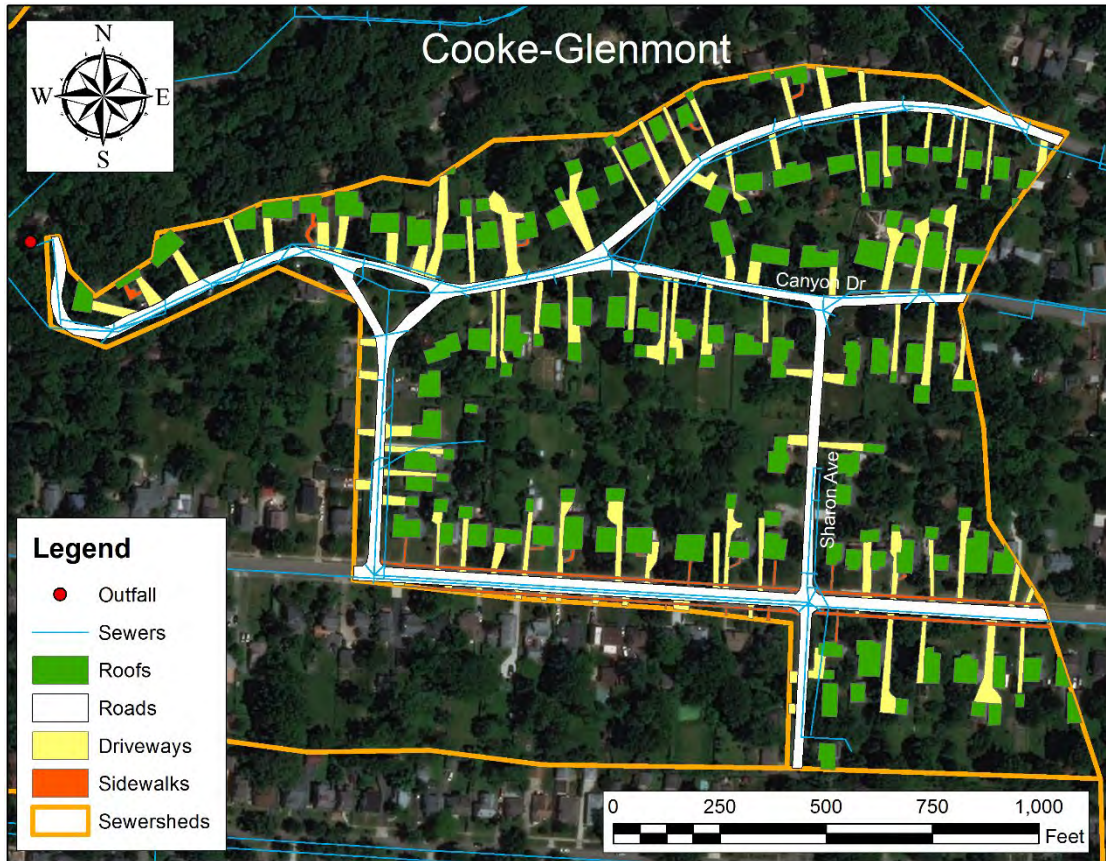 Cooke-Glenmont
N
W E
S
Canyon Dr
Sharon Ave
Legend
Outfall
Sewers
Roofs
Roads
Driveways
Sidewalks
Sewersheds
0 250 500 750 1,000
Feet